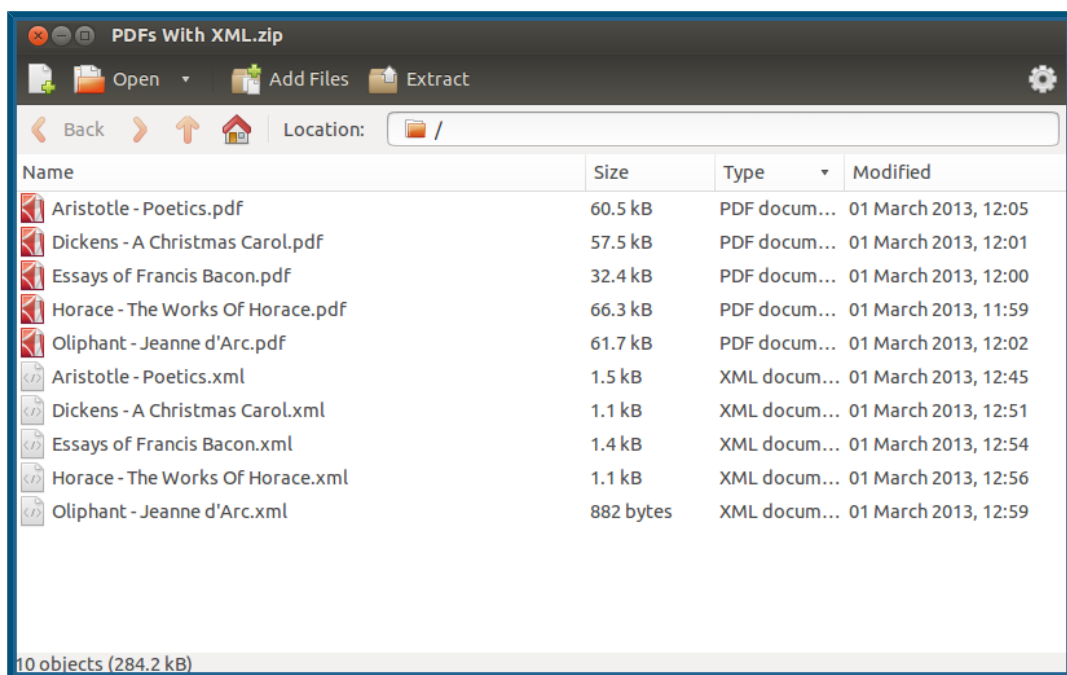 PDFs With XML.zip
Open Add Files Extract
Back Location: /
Name Size Type Modified
Aristotle - Poetics.pdf 60.5 kB PDF docum... 01 March 2013, 12:05
Dickens - A Christmas Carol.pdf 57.5 kB PDF docum... 01 March 2013, 12:01
Essays of Francis Bacon.pdf 32.4 kB PDF docum... 01 March 2013, 12:00
Horace - The Works Of Horace.pdf 66.3 kB PDF docum... 01 March 2013, 11:59
Oliphant - Jeanne d'Arc.pdf 61.7 kB PDF docum... 01 March 2013, 12:02
Aristotle - Poetics.xml 1.5 kB XML docum... 01 March 2013, 12:45
Dickens - A Christmas Carol.xml 1.1 kB XML docum... 01 March 2013, 12:51
Essays of Francis Bacon.xml 1.4 kB XML docum... 01 March 2013, 12:54
Horace - The Works Of Horace.xml 1.1 kB XML docum... 01 March 2013, 12:56
Oliphant - Jeanne d'Arc.xml 882 bytes XML docum... 01 March 2013, 12:59
10 objects (284.2 kB)